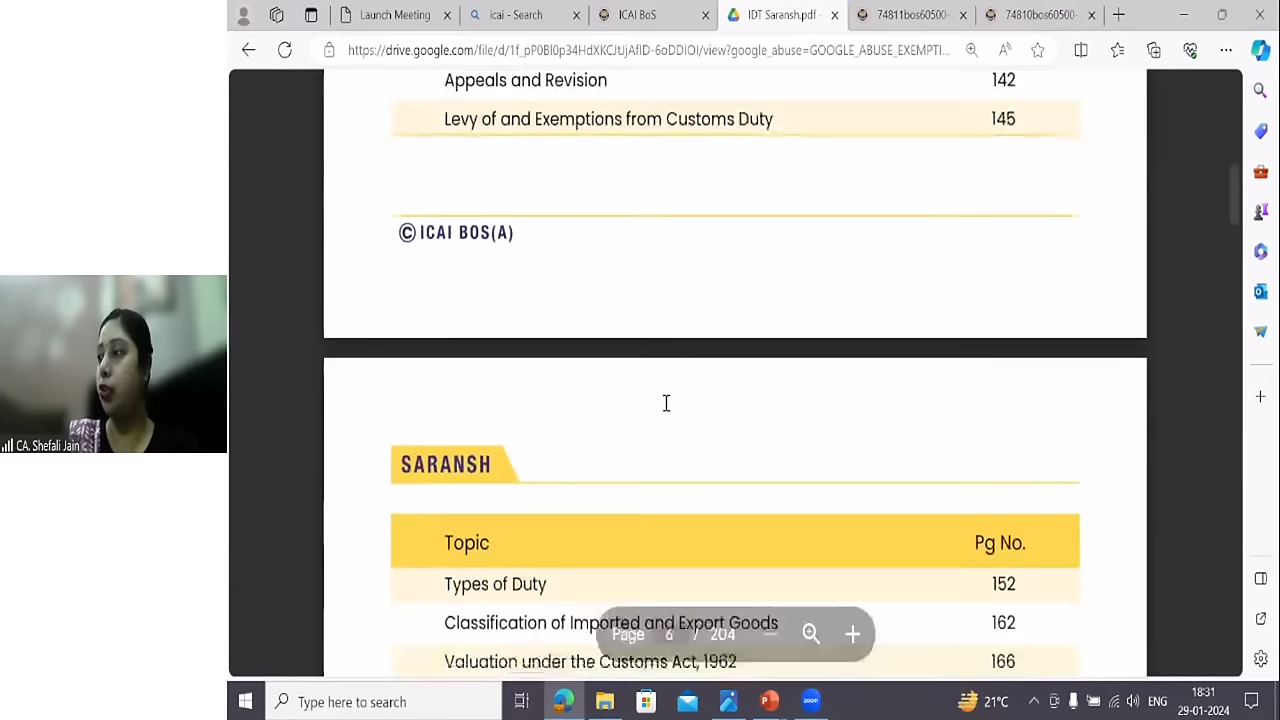 Launch Meeting
icai - Search
ICAI BoS
IDT Saransh.pdf -
74811bos60500-
74810bos60500-
https://drive.google.com/file/d/1f_pP0Bl0p34HdXKCJtJjAfID-6oDDIOI/view?google_abuse=GOOGLE_ABUSE_EXEMPTI...
Appeals and Revision 142
Levy of and Exemptions from Customs Duty 145
© ICAI BOS(A)
CA. Shefali Jain
SARANSH
Topic Pg No.
Types of Duty 152
Classification of Imported and Export Goods 162
Page 6 / 204
Valuation under the Customs Act, 1962 166
Type here to search
21°C
ENG
18:31
29-01-2024